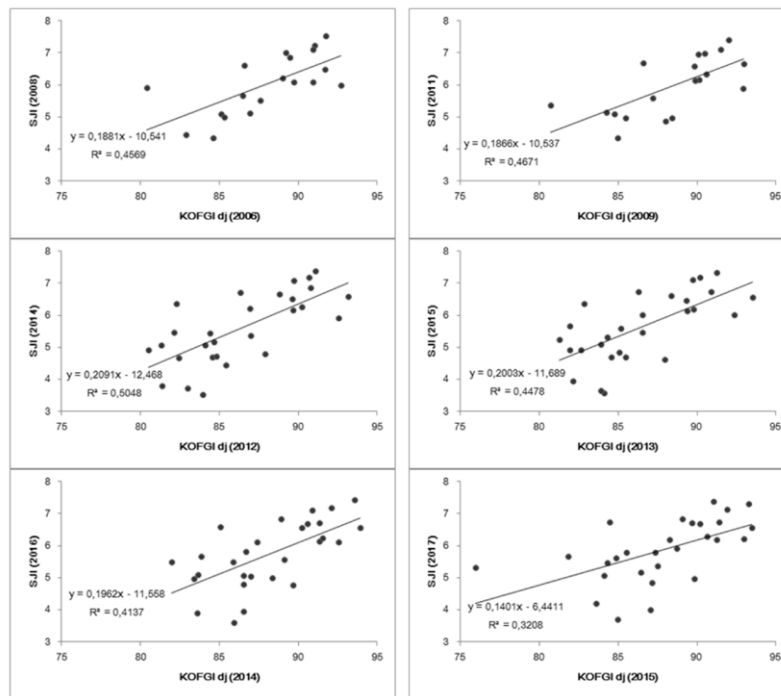 8
7
6
5
4
3
SJI (2008)
y = 0,1881x - 10,541
R² = 0,4569
75 80 85 90 95
KOFGI dj (2006)
8
7
6
5
4
3
SJI (2011)
y = 0,1866x - 10,537
R² = 0,4671
75 80 85 90 95
KOFGI dj (2009)
8
7
6
5
4
3
SJI (2014)
y = 0,2091x - 12,468
R² = 0,5048
75 80 85 90 95
KOFGI dj (2012)
8
7
6
5
4
3
SJI (2015)
y = 0,2003x - 11,689
R² = 0,4478
75 80 85 90 95
KOFGI dj (2013)
8
7
6
5
4
3
SJI (2016)
y = 0,1962x - 11,558
R² = 0,4137
75 80 85 90 95
KOFGI dj (2014)
8
7
6
5
4
3
SJI (2017)
y = 0,1401x - 6,4411
R² = 0,3208
75 80 85 90 95
KOFGI dj (2015)